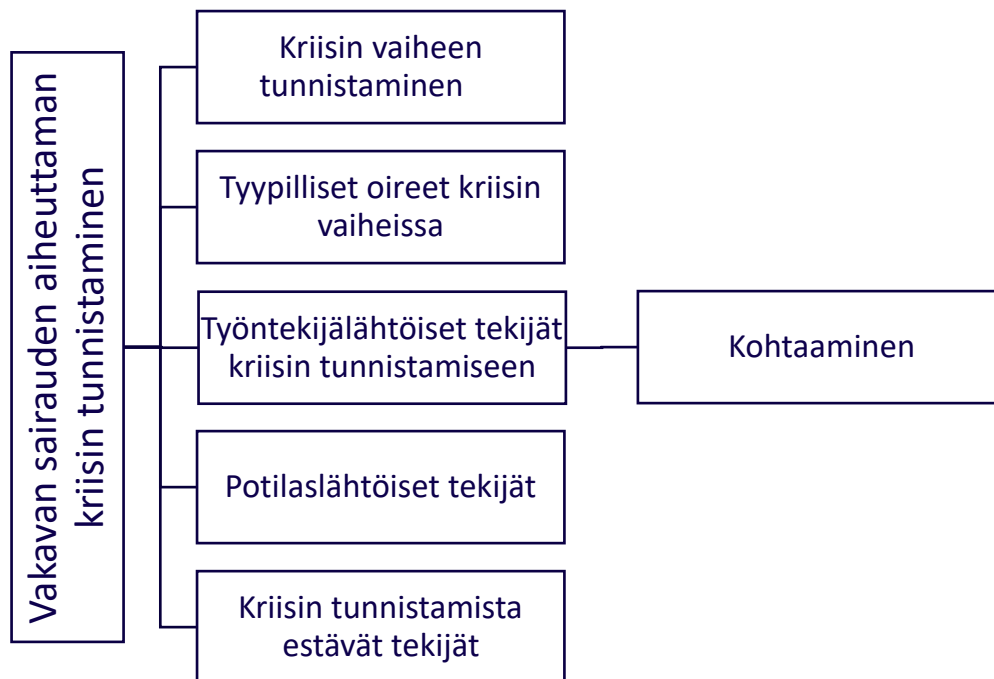 Vakavan sairauden aiheuttaman
kriisin tunnistaminen
Kriisin vaiheen
tunnistaminen
Tyypilliset oireet kriisin
vaiheissa
Työntekijälähtöiset tekijät
kriisin tunnistamiseen
Kohtaaminen
Potilaslähtöiset tekijät
Kriisin tunnistamista
estävät tekijät